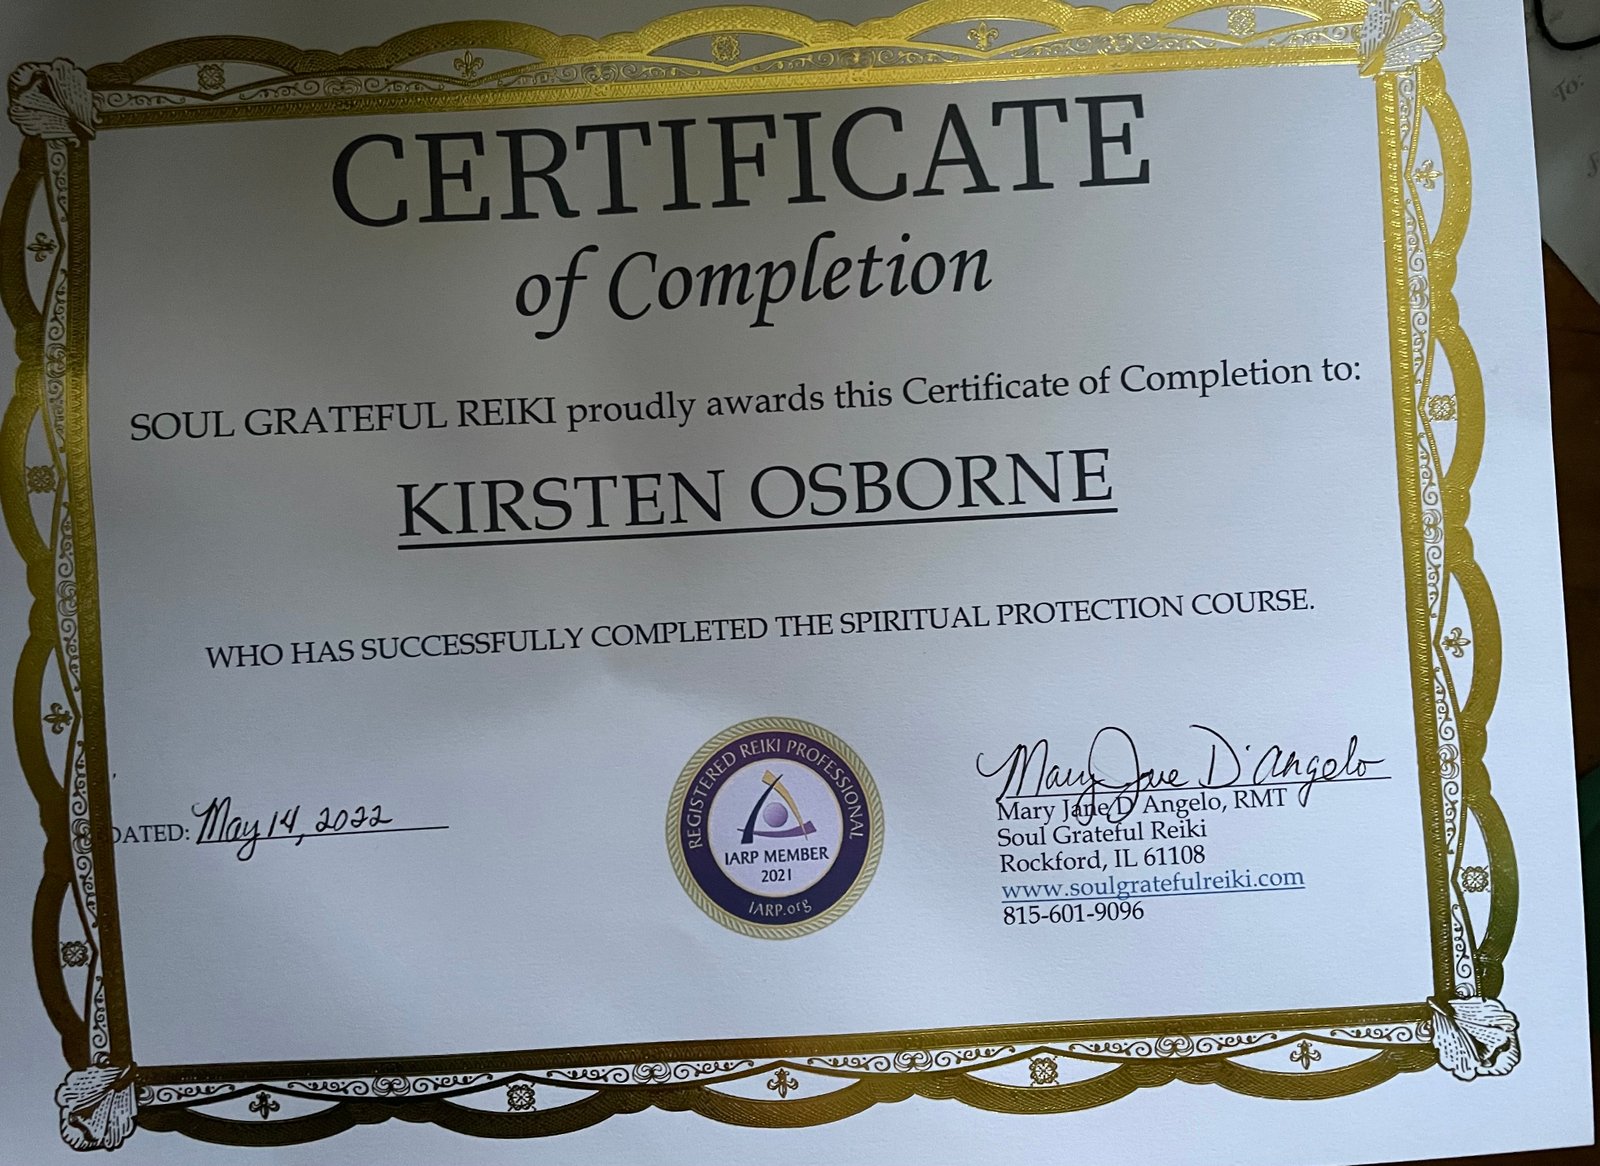 CERTIFICATE
of Completion
SOUL GRATEFUL REIKI proudly awards this Certificate of Completion to:
KIRSTEN OSBORNE
WHO HAS SUCCESSFULLY COMPLETED THE SPIRITUAL PROTECTION COURSE.
DATED: May 14, 2022
REGISTERED REIKI PROFESSIONAL
IARP MEMBER
2021
IARP.org
Mary Jane D'Angelo
Mary Jane D'Angelo, RMT
Soul Grateful Reiki
Rockford, IL 61108
www.soulgratefulreiki.com
815-601-9096
To: